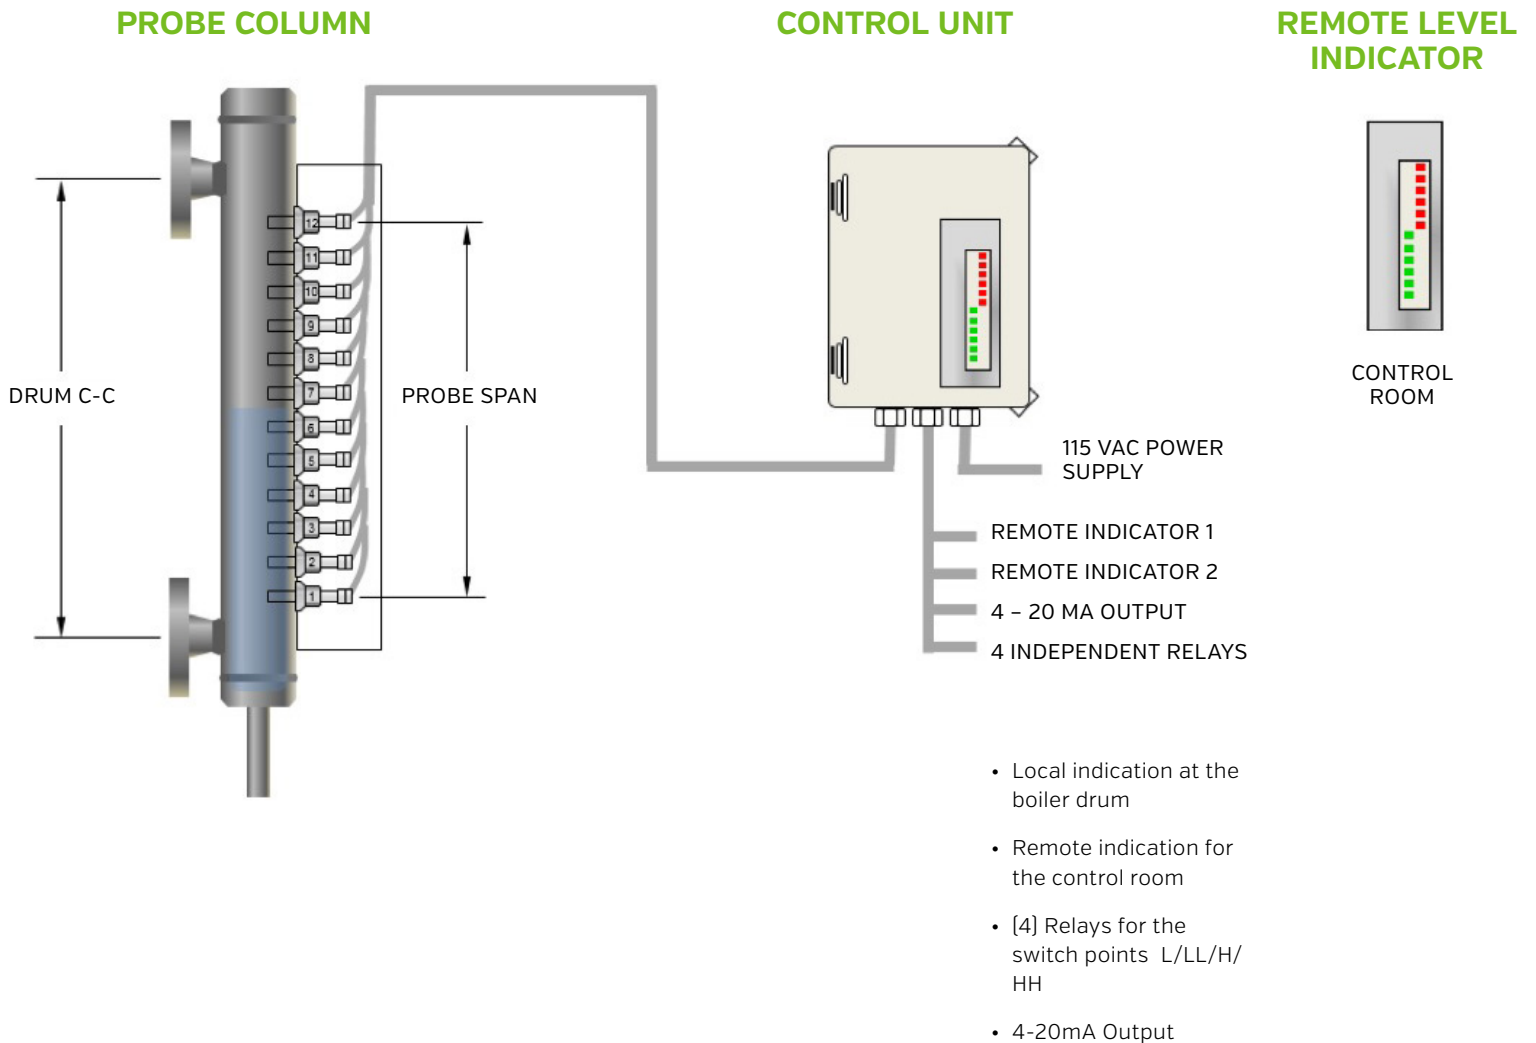 PROBE COLUMN
CONTROL UNIT
REMOTE LEVEL
INDICATOR
12
11
10
9
8
7
6
5
4
3
2
1
DRUM C-C
PROBE SPAN
CONTROL
ROOM
115 VAC POWER
SUPPLY
REMOTE INDICATOR 1
REMOTE INDICATOR 2
4 – 20 MA OUTPUT
4 INDEPENDENT RELAYS
• Local indication at the
boiler drum
• Remote indication for
the control room
• (4) Relays for the
switch points L/LL/H/
HH
• 4-20mA Output